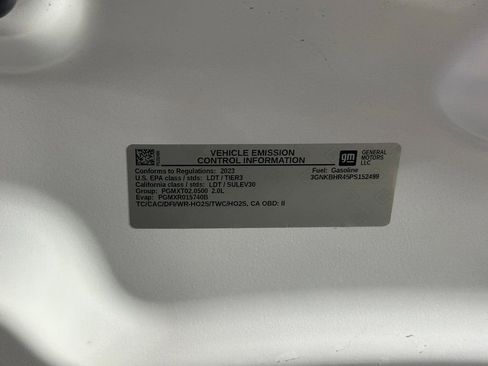 VEHICLE EMISSION
CONTROL INFORMATION
gm
GENERAL
MOTORS
LLC
Conforms to Regulations: 2023
Fuel: Gasoline
U.S. EPA class / stds: LDT / TIER3
3GNKBHR45PS152499
California class / stds: LDT / SULEV30
Group: PGMXT02.0500 2.0L
Evap: PGMXR015740B
TC/CAC/DFI/WR-HO2S/TWC/HO2S, CA OBD: II